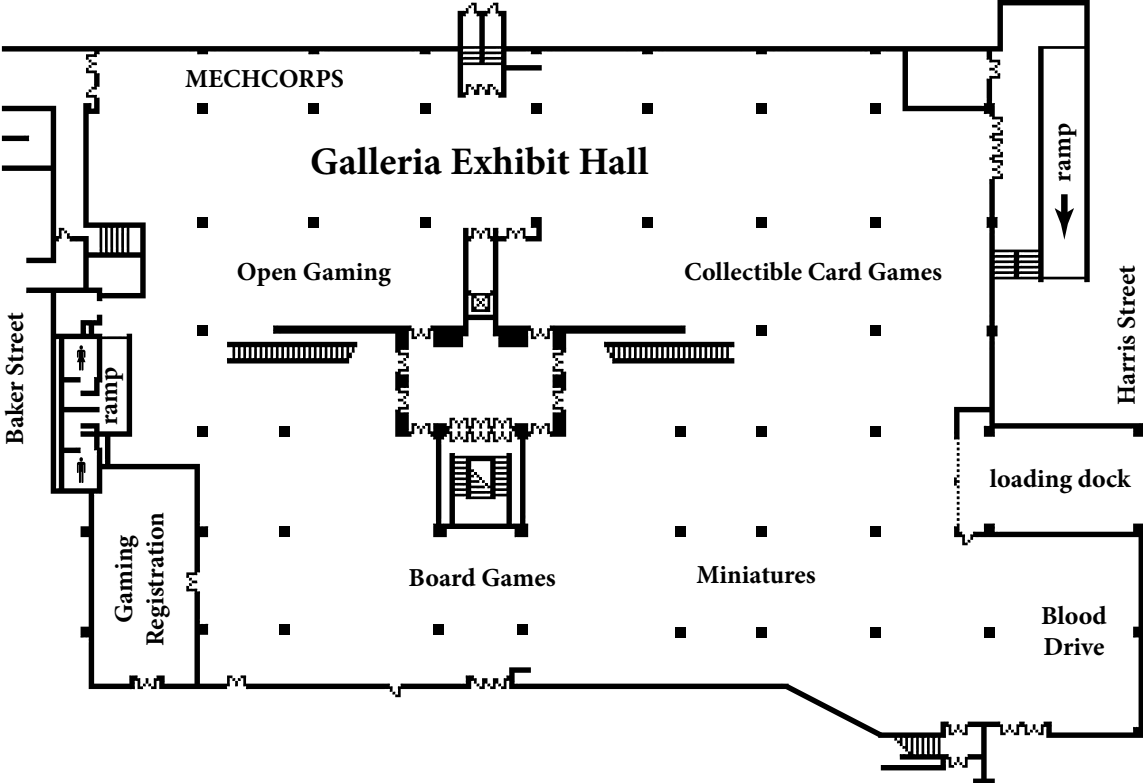 MECHCORPS
Galleria Exhibit Hall
ramp
Open Gaming
Collectible Card Games
Baker Street
Harris Street
ramp
loading dock
Gaming
Registration
Board Games
Miniatures
Blood
Drive